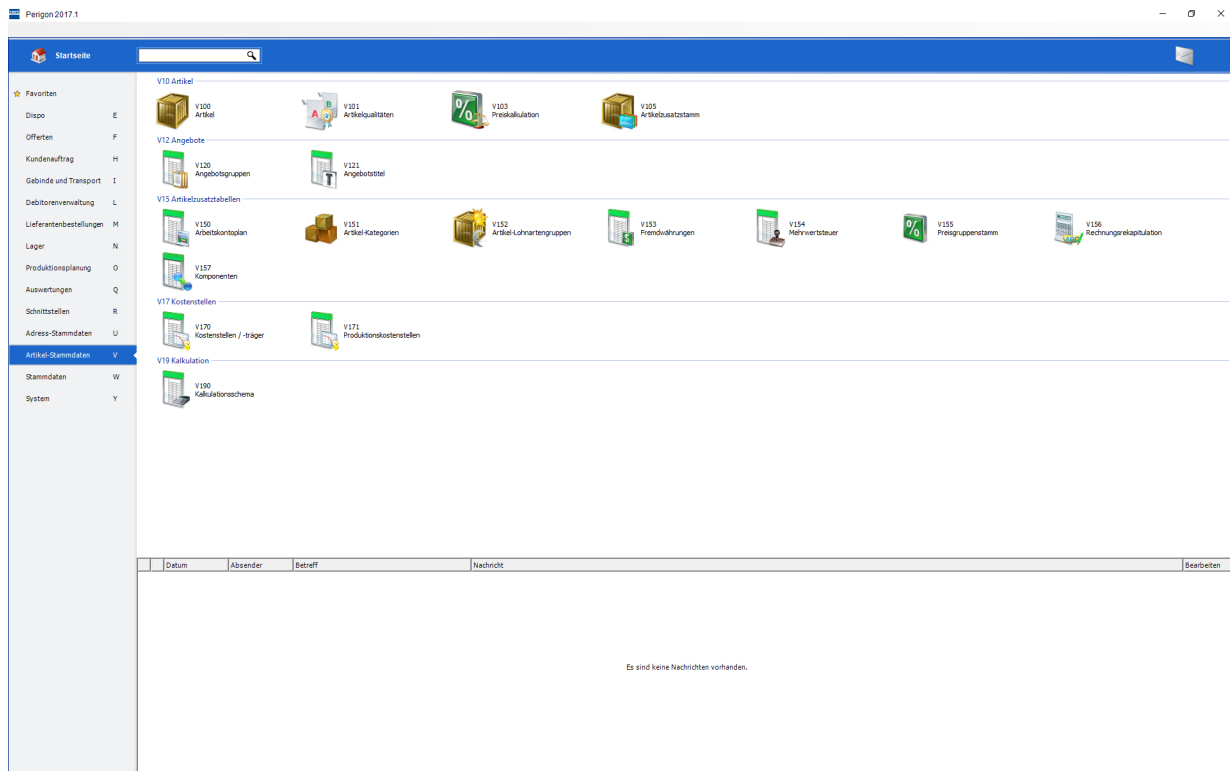 Perigon 2017.1
Startseite
Favoriten
Dispo E
Offerten F
Kundenauftrag H
Gebinde und Transport I
Debitorenverwaltung L
Lieferantenbestellungen M
Lager N
Produktionsplanung O
Auswertungen Q
Schnittstellen R
Adress-Stammdaten U
Artikel-Stammdaten V
Stammdaten W
System Y
V10 Artikel
V100
Artikel
V101
Artikelqualitäten
V103
Preiskalkulation
V105
Artikelzusatzstamm
V12 Angebote
V120
Angebotsgruppen
V121
Angebotstitel
V15 Artikelzusatztabellen
V150
Arbeitskontoplan
V151
Artikel-Kategorien
V152
Artikel-Lohnartengruppen
V153
Fremdwährungen
V154
Mehrwertsteuer
V155
Preisgruppenstamm
V156
Rechnungsrekapitulation
V157
Komponenten
V17 Kostenstellen
V170
Kostenstellen / -träger
V171
Produktionskostenstellen
V19 Kalkulation
V190
Kalkulationsschema
Datum Absender Betreff Nachricht Bearbeiten
Es sind keine Nachrichten vorhanden.